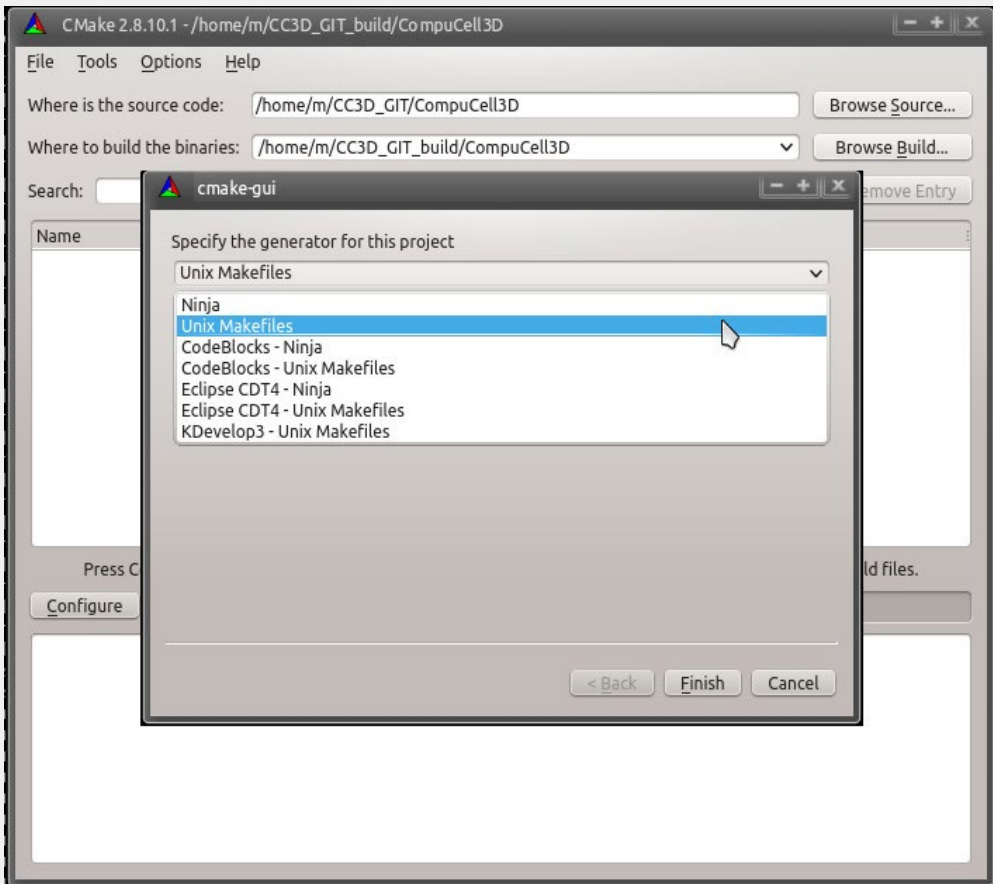 CMake 2.8.10.1 - /home/m/CC3D_GIT_build/CompuCell3D
File Tools Options Help
Where is the source code: /home/m/CC3D_GIT/CompuCell3D Browse Source...
Where to build the binaries: /home/m/CC3D_GIT_build/CompuCell3D Browse Build...
Search: emove Entry
cmake-gui
Name
Specify the generator for this project
Unix Makefiles
Ninja
Unix Makefiles
CodeBlocks - Ninja
CodeBlocks - Unix Makefiles
Eclipse CDT4 - Ninja
Eclipse CDT4 - Unix Makefiles
KDevelop3 - Unix Makefiles
Press C ld files.
Configure
< Back Finish Cancel